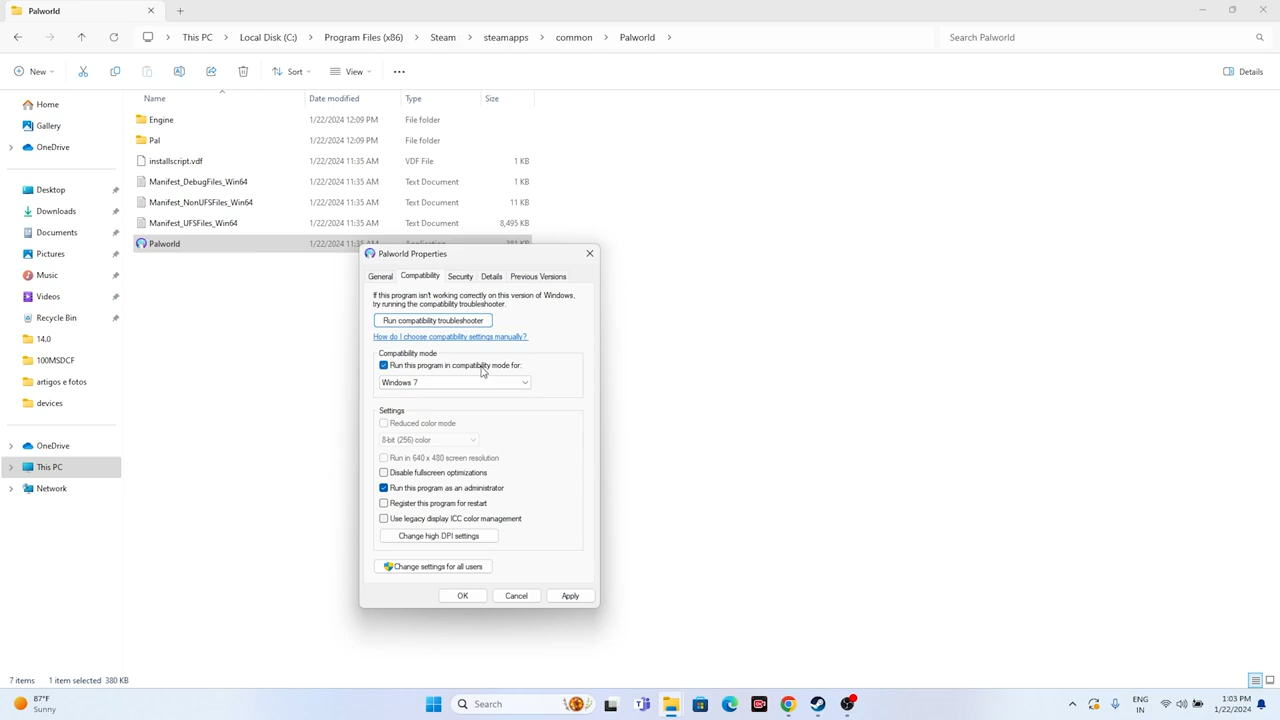 Palworld
This PC > Local Disk (C:) > Program Files (x86) > Steam > steamapps > common > Palworld >
Search Palworld
New
Sort
View
Details
Name Date modified Type Size
Home
Gallery
OneDrive
Desktop
Downloads
Documents
Pictures
Music
Videos
Recycle Bin
14.0
100MSDCF
artigos e fotos
devices
OneDrive
This PC
Network
Engine 1/22/2024 12:09 PM File folder
Pal 1/22/2024 12:09 PM File folder
installscript.vdf 1/22/2024 11:35 AM VDF File 1 KB
Manifest_DebugFiles_Win64 1/22/2024 11:35 AM Text Document 1 KB
Manifest_NonUFSFiles_Win64 1/22/2024 11:35 AM Text Document 11 KB
Manifest_UFSFiles_Win64 1/22/2024 11:35 AM Text Document 8,495 KB
Palworld
Palworld Properties
General Compatibility Security Details Previous Versions
If this program isn't working correctly on this version of Windows,
try running the compatibility troubleshooter.
Run compatibility troubleshooter
How do I choose compatibility settings manually?
Compatibility mode
Run this program in compatibility mode for:
Windows 7
Settings
Reduced color mode
8-bit (256) color
Run in 640 x 480 screen resolution
Disable fullscreen optimizations
Run this program as an administrator
Register this program for restart
Use legacy display ICC color management
Change high DPI settings
Change settings for all users
OK Cancel Apply
7 items 1 item selected 380 KB
87°F
Sunny
Search
ENG
IN
1:03 PM
1/22/2024